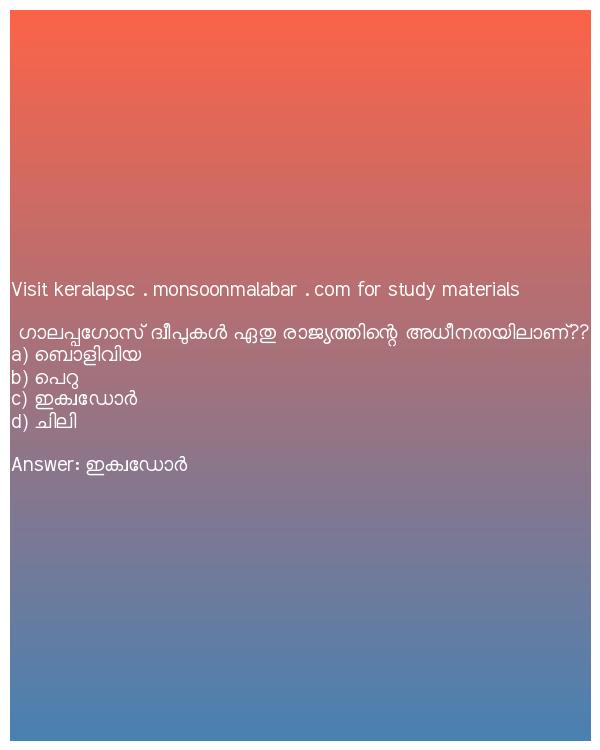 Visit keralapsc . monsoonmalabar . com for study materials
ഗാലപ്പഗോസ് ദ്വീപുകൾ ഏതു രാജ്യത്തിന്റെ അധീനതയിലാണ്??
a) ബൊളിവിയ
b) പെറു
c) ഇക്വഡോർ
d) ചിലി
Answer: ഇക്വഡോർ